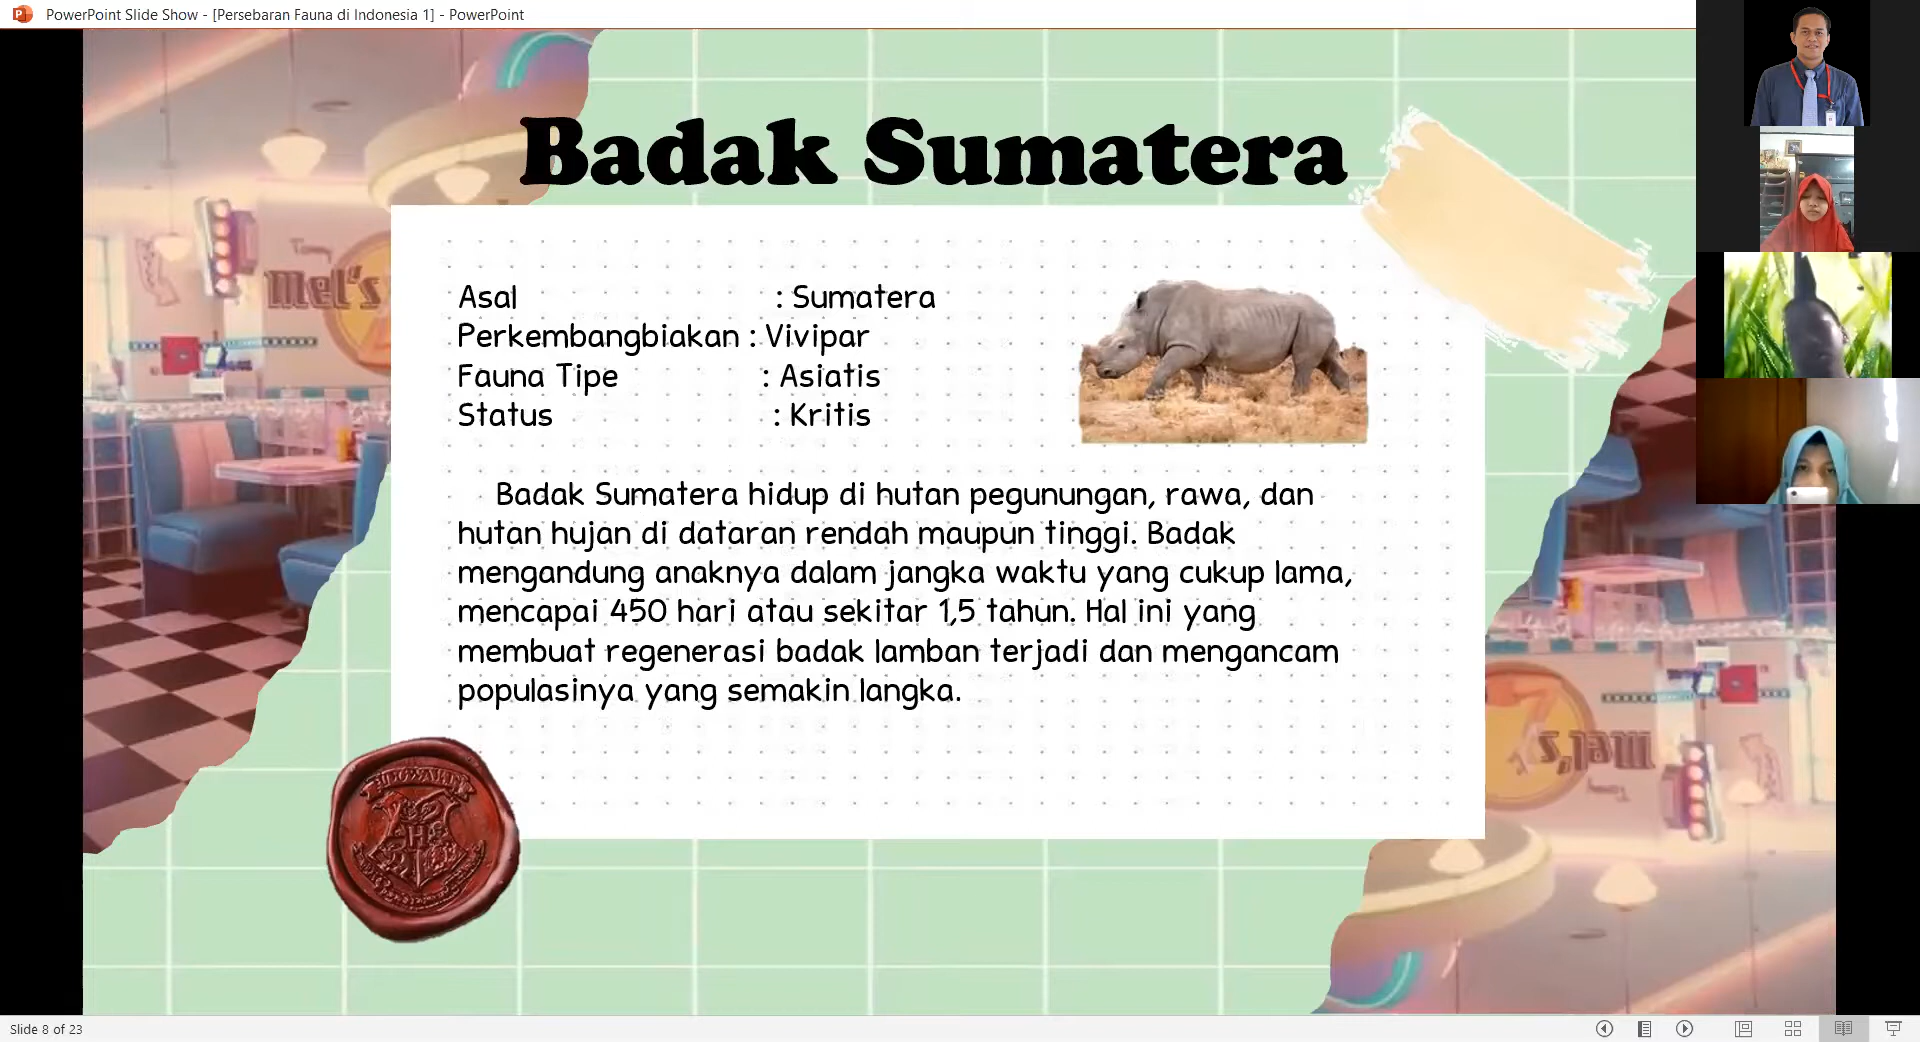 PowerPoint Slide Show - [Persebaran Fauna di Indonesia 1] - PowerPoint
Badak Sumatera
Mel's
Asal : Sumatera
Perkembangbiakan : Vivipar
Fauna Tipe : Asiatis
Status : Kritis
Badak Sumatera hidup di hutan pegunungan, rawa, dan
hutan hujan di dataran rendah maupun tinggi. Badak
mengandung anaknya dalam jangka waktu yang cukup lama,
mencapai 450 hari atau sekitar 1,5 tahun. Hal ini yang
membuat regenerasi badak lamban terjadi dan mengancam
populasinya yang semakin langka.
Mel's
H
Slide 8 of 23